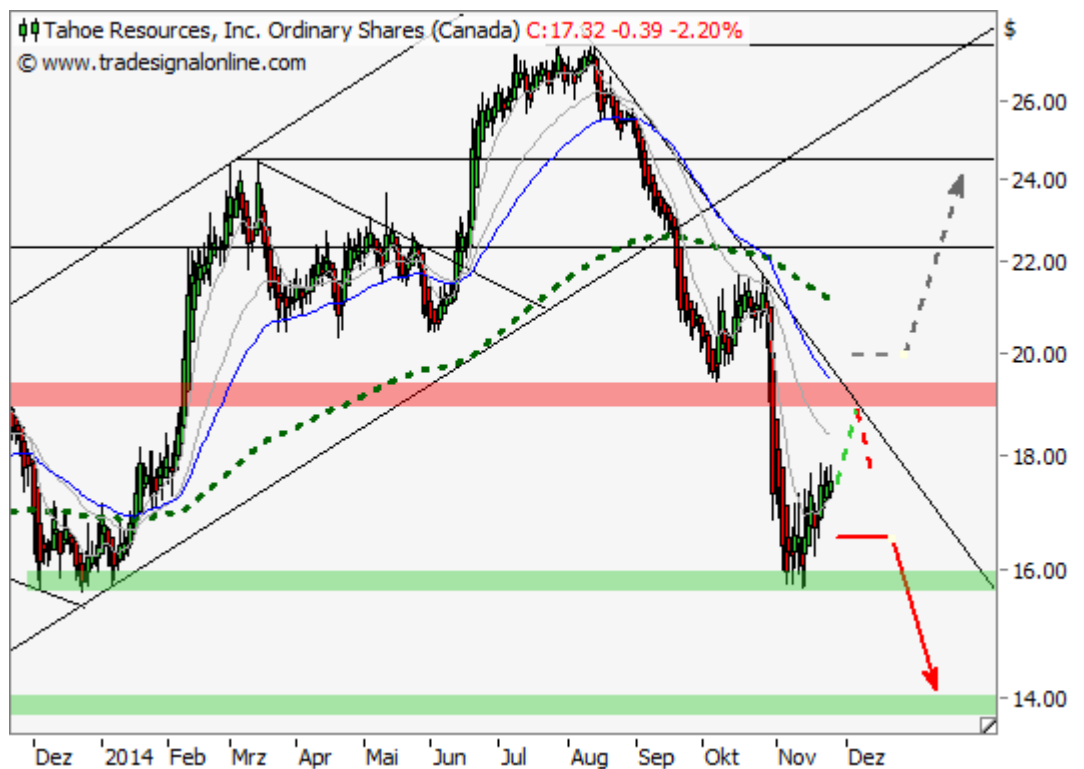 Tahoe Resources, Inc. Ordinary Shares (Canada) C:17.32 -0.39 -2.20%
© www.tradesignalonline.com
$
26.00
24.00
22.00
20.00
18.00
16.00
14.00
Dez 2014 Feb Mrz Apr Mai Jun Jul Aug Sep Okt Nov Dez